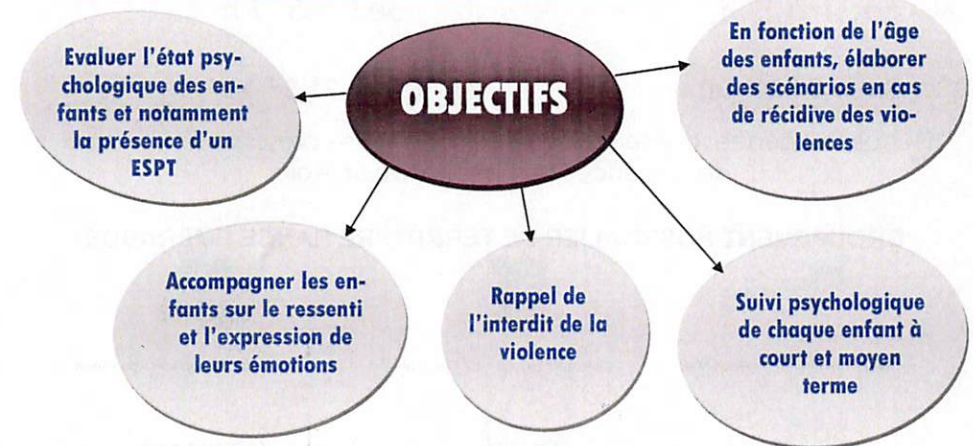 OBJECTIFS
Evaluer l'état psy-
chologique des en-
fants et notamment
la présence d'un
ESPT
En fonction de l'âge
des enfants, élaborer
des scénarios en cas
de récidive des vio-
lences
Accompagner les en-
fants sur le ressenti
et l'expression de
leurs émotions
Rappel de
l'interdit de la
violence
Suivi psychologique
de chaque enfant à
court et moyen
terme